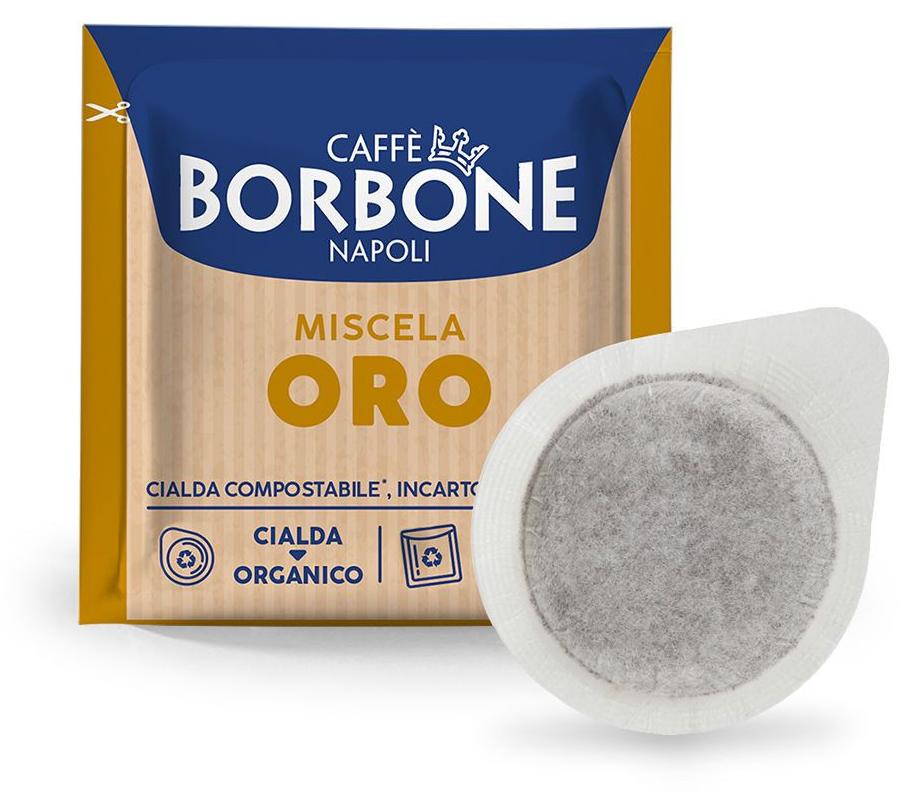 CAFFÈ
BORBONE
NAPOLI
MISCELA
ORO
CIALDA COMPOSTABILE*, INCARTO
CIALDA
ORGANICO